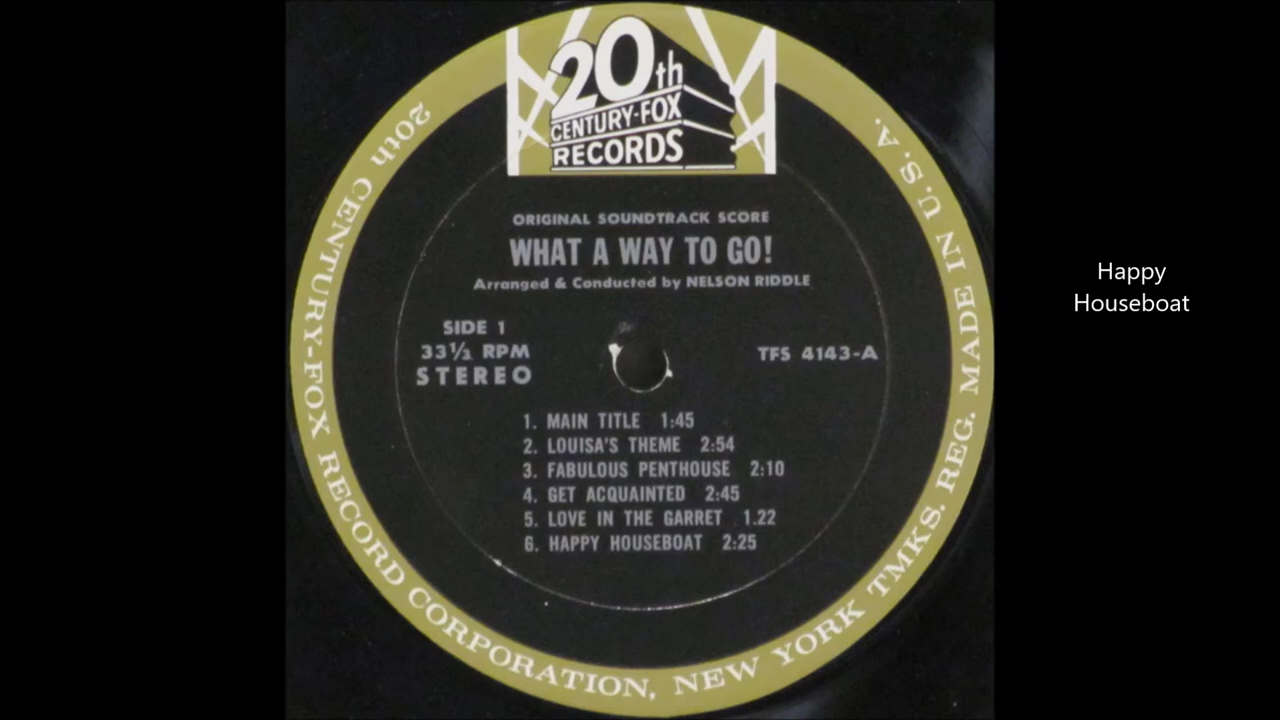 20th
CENTURY-FOX
RECORDS
ORIGINAL SOUNDTRACK SCORE
WHAT A WAY TO GO!
Arranged & Conducted by NELSON RIDDLE
SIDE 1
33⅓ RPM
STEREO
TFS 4143-A
1. MAIN TITLE 1:45
2. LOUISA'S THEME 2:54
3. FABULOUS PENTHOUSE 2:10
4. GET ACQUAINTED 2:45
5. LOVE IN THE GARRET 1.22
6. HAPPY HOUSEBOAT 2:25
20th CENTURY-FOX RECORD CORPORATION, NEW YORK TMKS. REG. MADE IN U.S.A.
Happy
Houseboat